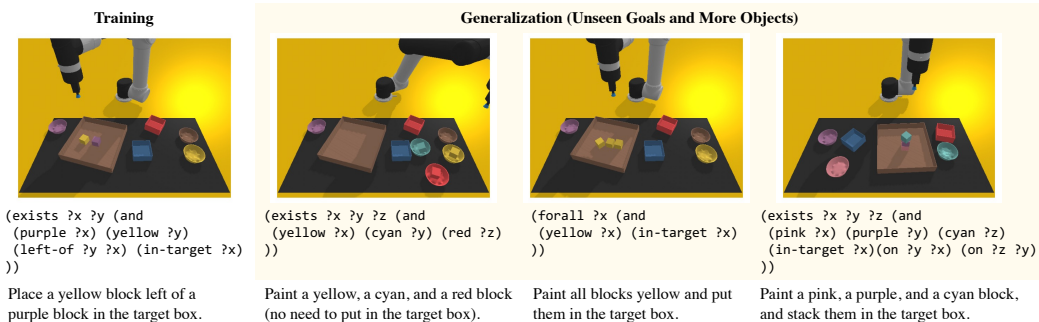 Training
Generalization (Unseen Goals and More Objects)
(exists ?x ?y (and
(purple ?x) (yellow ?y)
(left-of ?y ?x) (in-target ?x)
))
Place a yellow block left of a
purple block in the target box.
(exists ?x ?y ?z (and
(yellow ?x) (cyan ?y) (red ?z)
))
Paint a yellow, a cyan, and a red block
(no need to put in the target box).
(forall ?x (and
(yellow ?x) (in-target ?x)
))
Paint all blocks yellow and put
them in the target box.
(exists ?x ?y ?z (and
(pink ?x) (purple ?y) (cyan ?z)
(in-target ?x)(on ?y ?x) (on ?z ?y)
))
Paint a pink, a purple, and a cyan block,
and stack them in the target box.